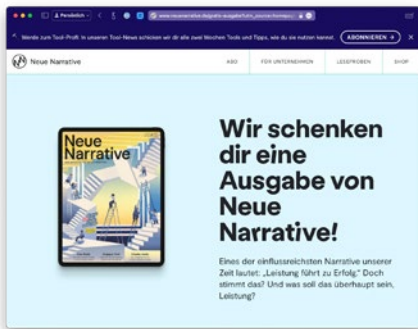 Persönlich
Werde zum Tool-Profi: In unseren Tool-News schicken wir dir alle zwei Wochen Tools und Tipps, wie du sie nutzen kannst.
ABONNIEREN →
Neue Narrative
ABO
FÜR UNTERNEHMEN
LESEPROBEN
SHOP
Neue
Narrative
Wir schenken
dir eine
Ausgabe von
Neue
Narrative!
Eines der einflussreichsten Narrative unserer
Zeit lautet: „Leistung führt zu Erfolg.“ Doch
stimmt das? Und was soll das überhaupt sein,
Leistung?